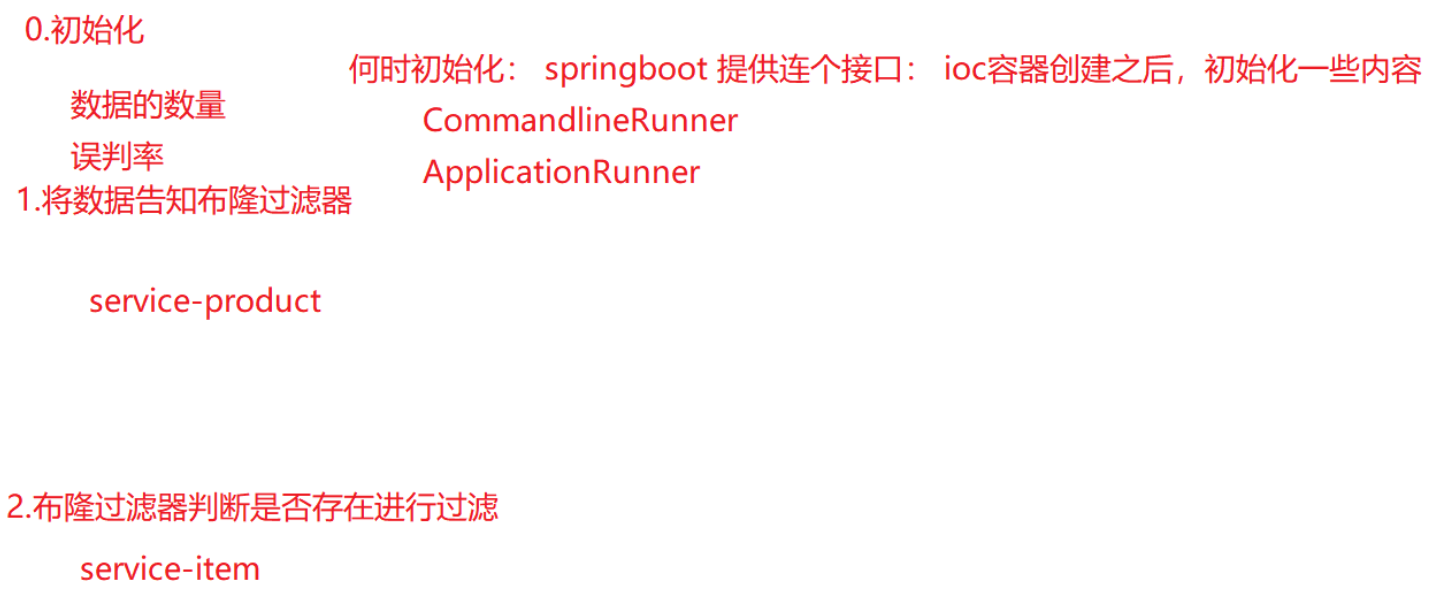 0.初始化
何时初始化： springboot 提供连个接口： ioc容器创建之后，初始化一些内容
数据的数量
CommandlineRunner
误判率
ApplicationRunner
1.将数据告知布隆过滤器
service-product
2.布隆过滤器判断是否存在进行过滤
service-item